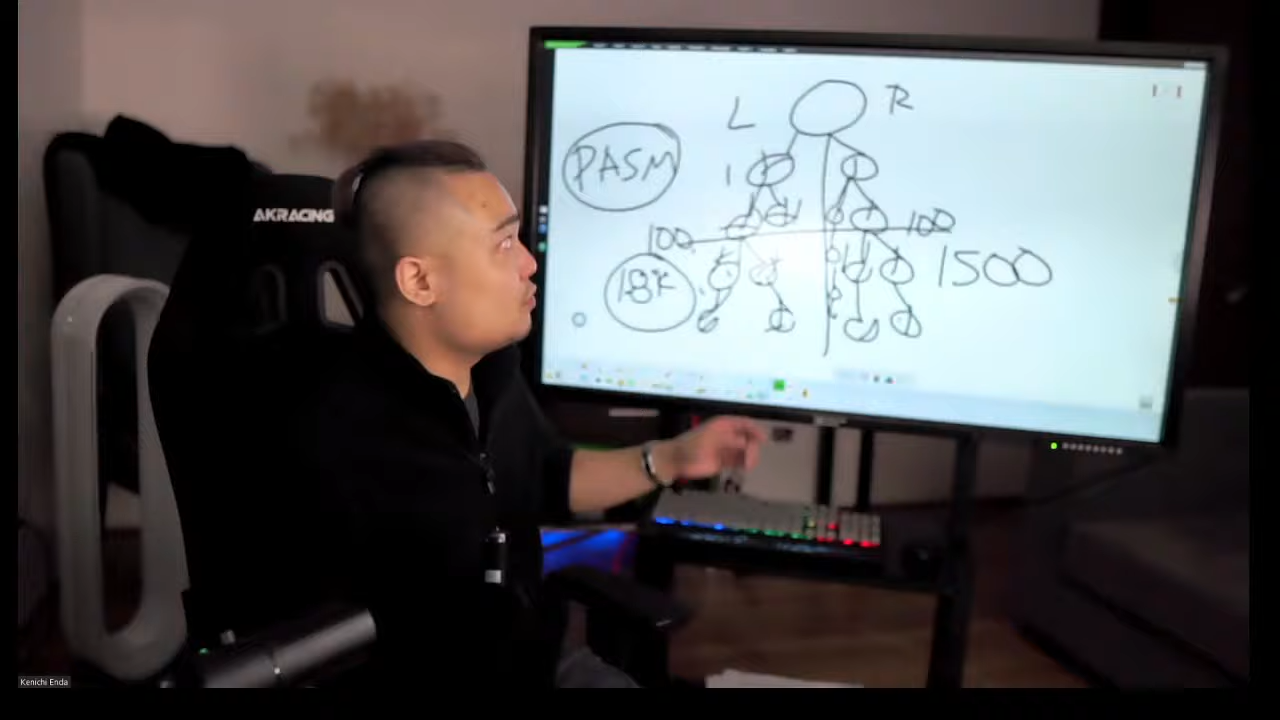 L R
PASM
1
100 100
18K 1500
AKRACING
Kenichi Enda